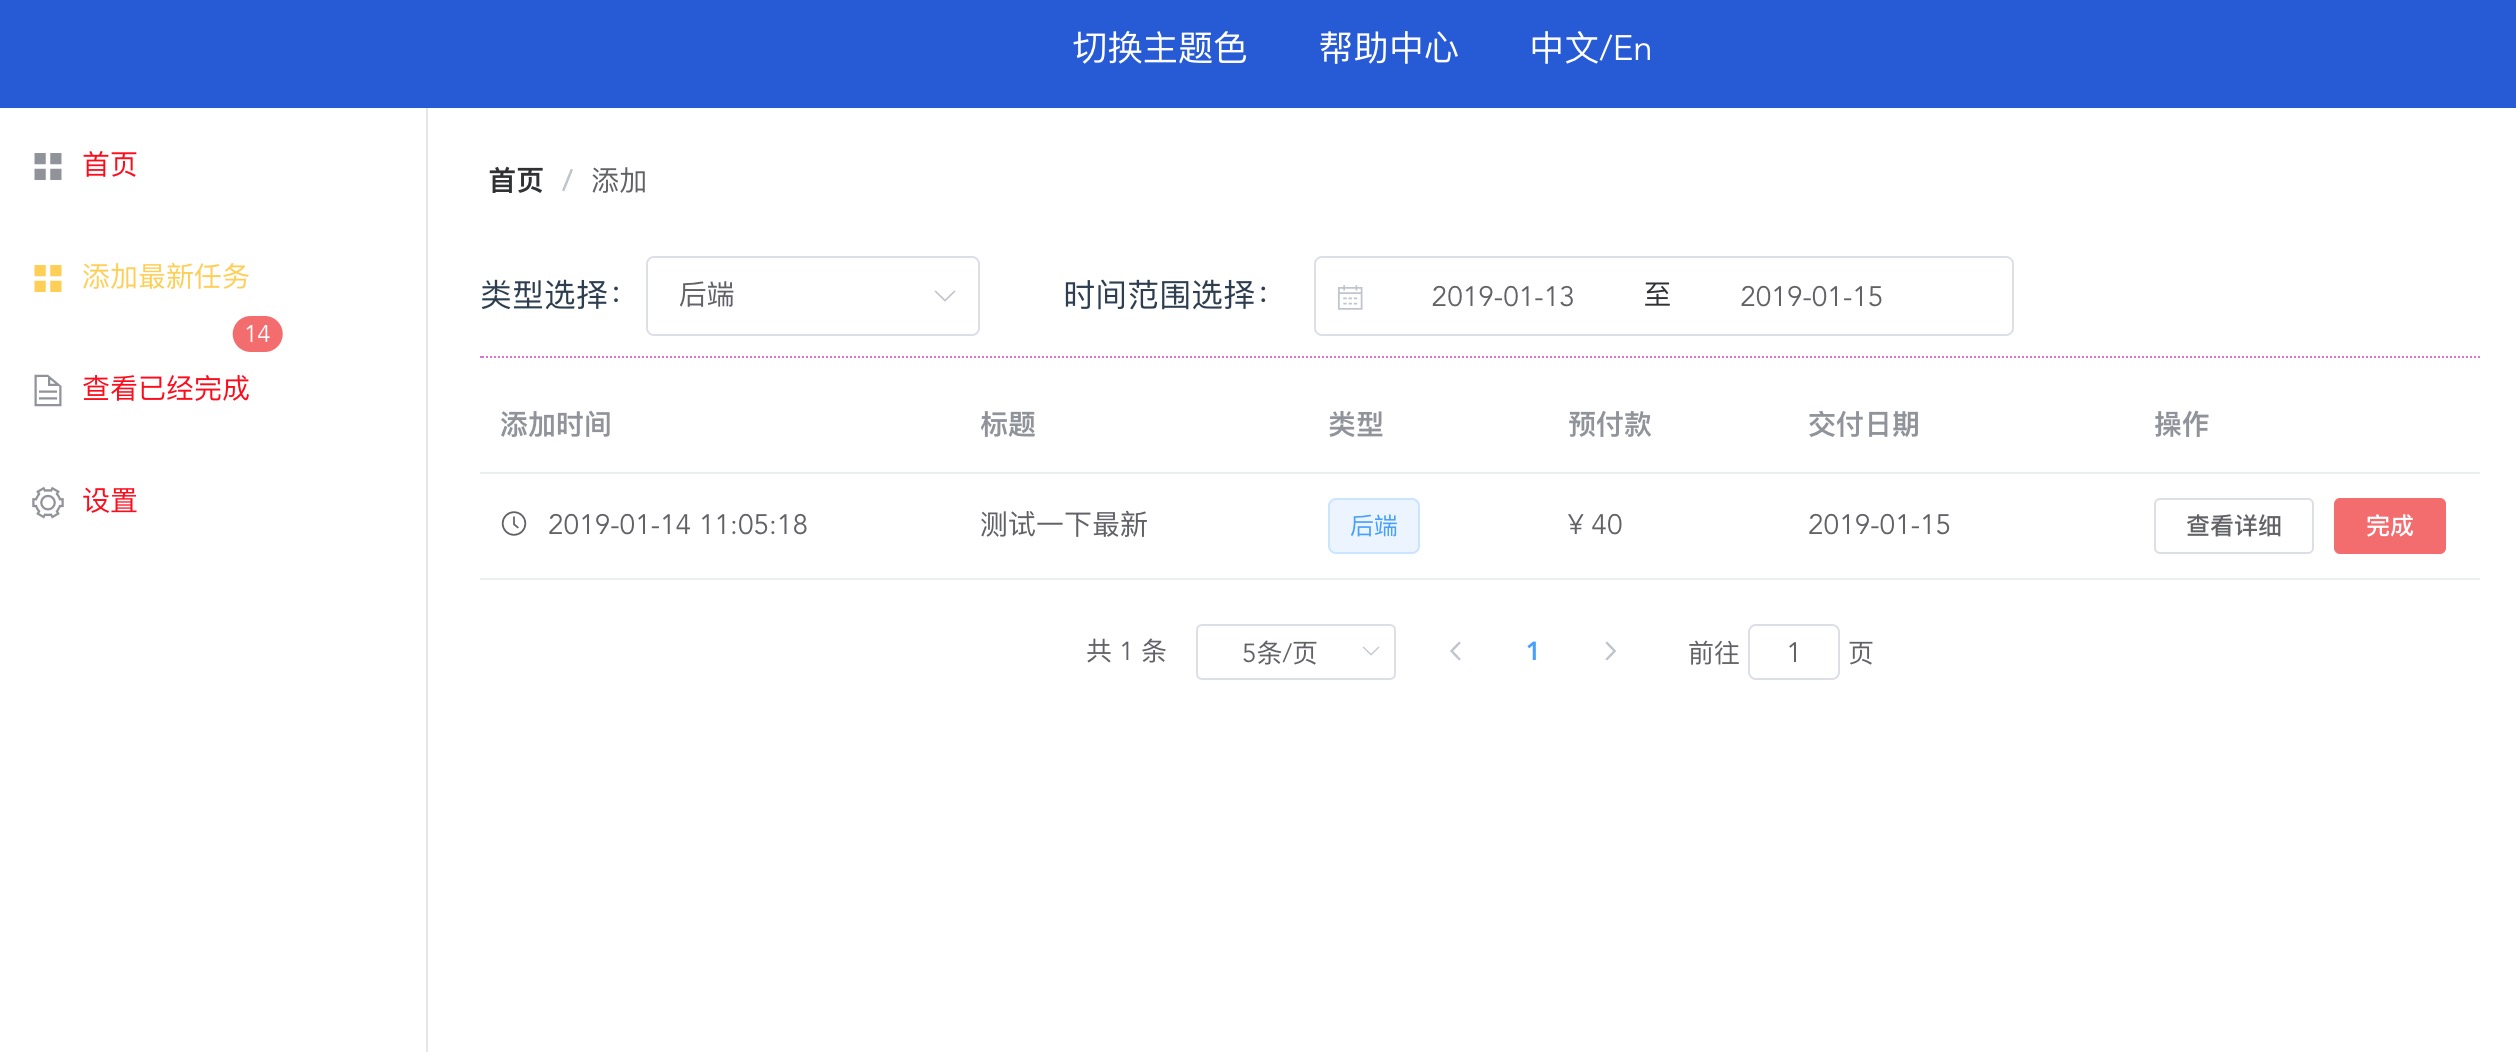 切换主题色 帮助中心 中文/En
首页
添加最新任务
14
查看已经完成
设置
首页 / 添加
类型选择： 后端 时间范围选择： 2019-01-13 至 2019-01-15
添加时间 标题 类型 预付款 交付日期 操作
2019-01-14 11:05:18 测试一下最新 后端 ¥ 40 2019-01-15 查看详细 完成
共 1 条 5条/页 1 前往 1 页